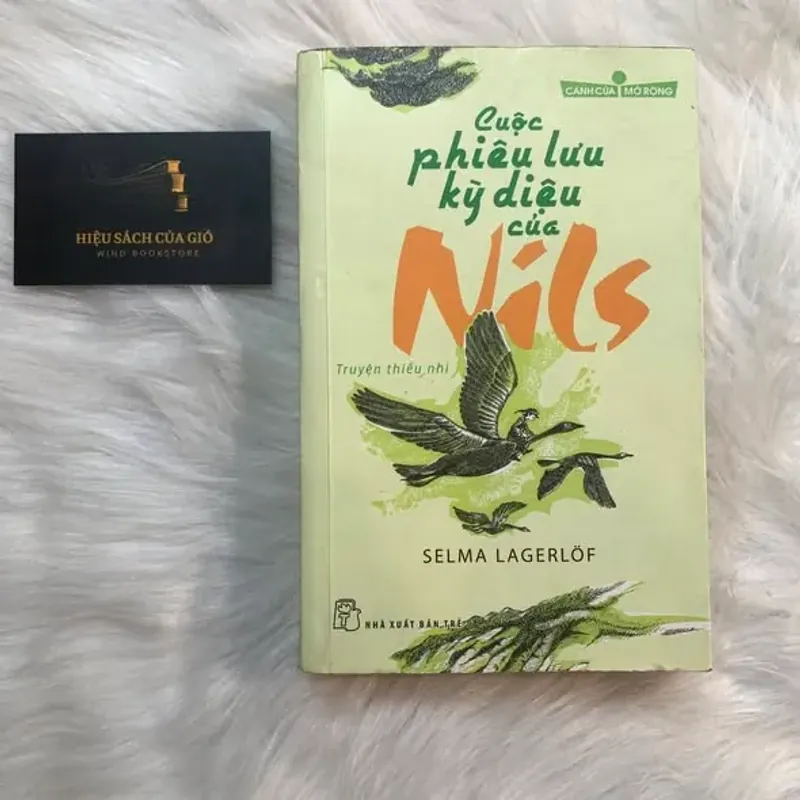 HIỆU SÁCH CỦA GIÓ
WIND BOOKSTORE
CÁNH CỬA MỞ RỘNG
Cuộc
phiêu lưu
kỳ diệu
của
Nils
Truyện thiếu nhi
SELMA LAGERLÖF
NHÀ XUẤT BẢN TRẺ